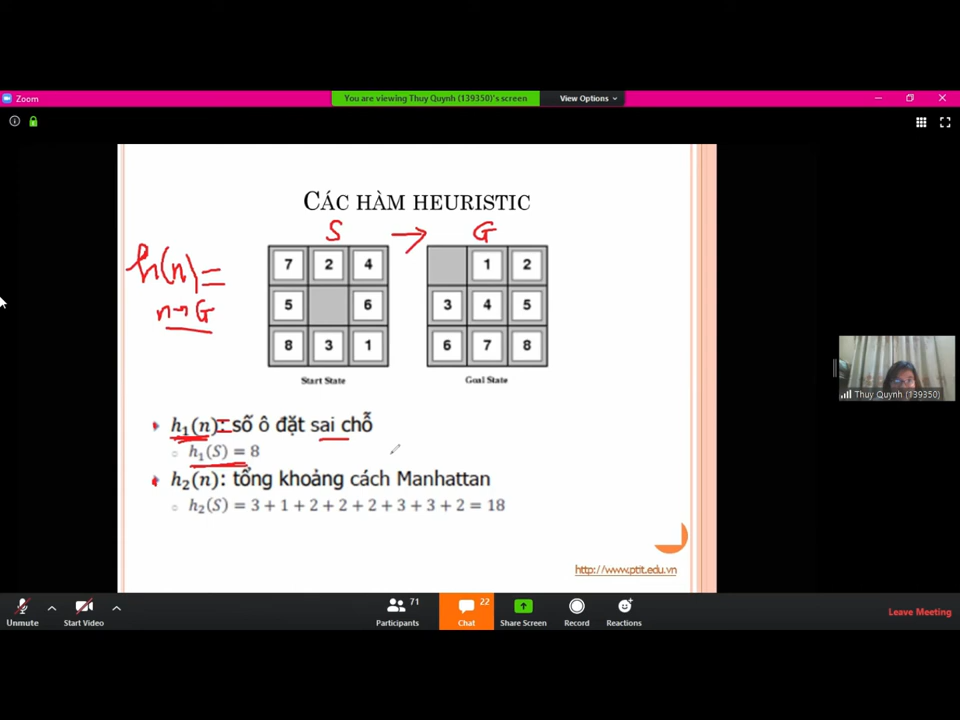 Zoom
You are viewing Thuy Quynh (139350)'s screen
View Options
CÁC HÀM HEURISTIC
S → G
h(n) =
n → G
7 2 4
5 6
8 3 1
Start State
1 2
3 4 5
6 7 8
Goal State
h1(n): số ô đặt sai chỗ
h1(S) = 8
h2(n): tổng khoảng cách Manhattan
h2(S) = 3 + 1 + 2 + 2 + 2 + 3 + 3 + 2 = 18
http://www.ptit.edu.vn
Thuy Quynh (139350)
Unmute
Start Video
71
Participants
22
Chat
Share Screen
Record
Reactions
Leave Meeting